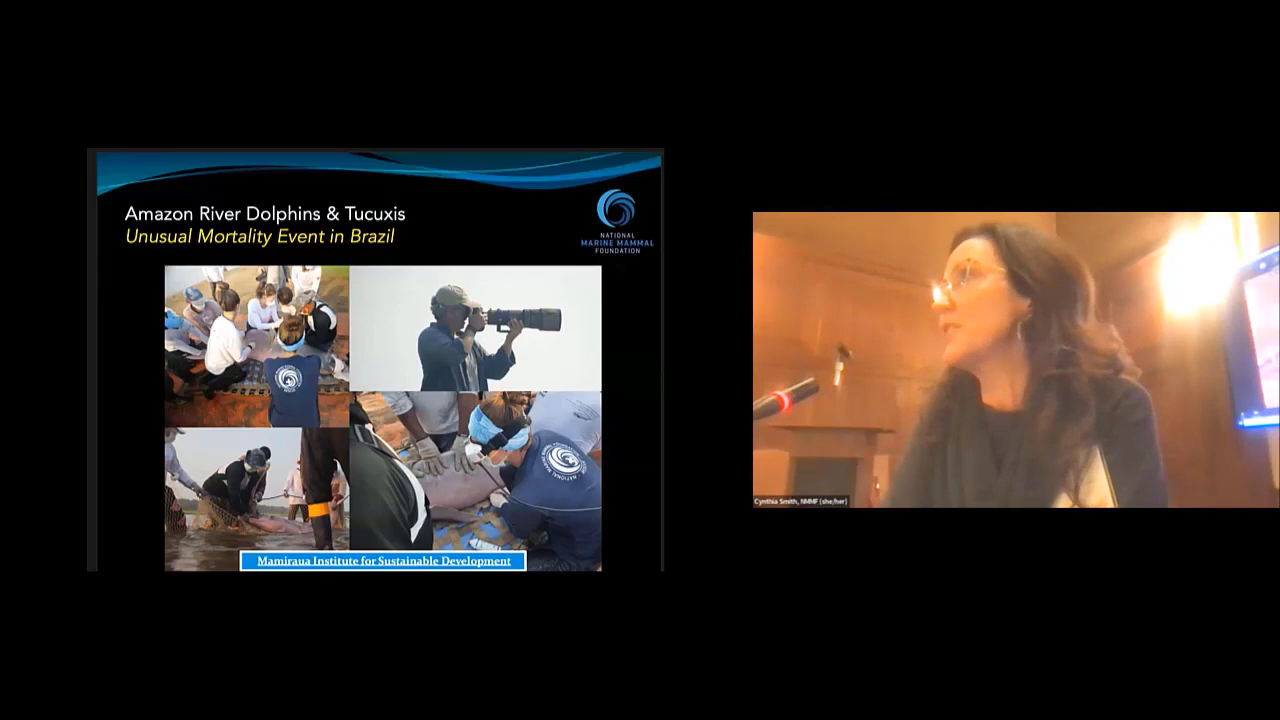 Amazon River Dolphins & Tucuxis
Unusual Mortality Event in Brazil
NATIONAL
MARINE MAMMAL
FOUNDATION
Mamiraua Institute for Sustainable Development
Cynthia Smith, NMMF (she/her)